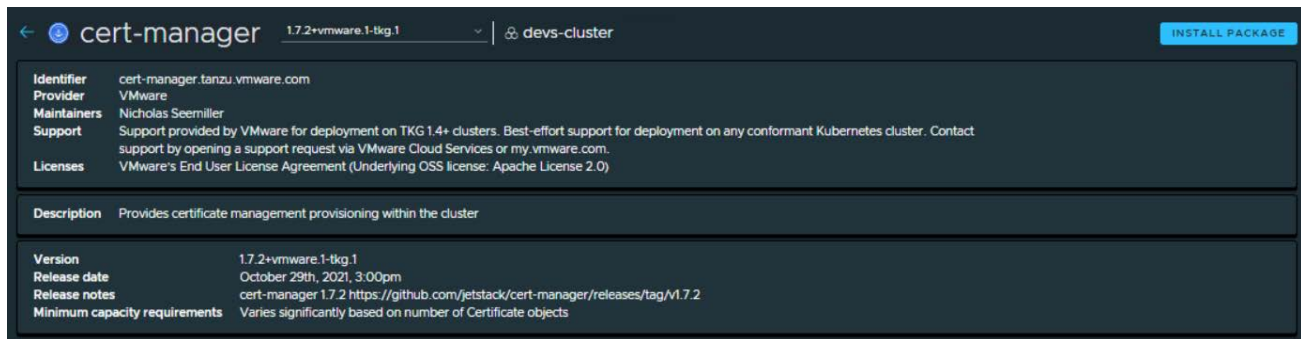 cert-manager 1.7.2+vmware.1-tkg.1 devs-cluster INSTALL PACKAGE
Identifier cert-manager.tanzu.vmware.com
Provider VMware
Maintainers Nicholas Seemiller
Support Support provided by VMware for deployment on TKG 1.4+ clusters. Best-effort support for deployment on any conformant Kubernetes cluster. Contact
support by opening a support request via VMware Cloud Services or my.vmware.com.
Licenses VMware's End User License Agreement (Underlying OSS license: Apache License 2.0)
Description Provides certificate management provisioning within the cluster
Version 1.7.2+vmware.1-tkg.1
Release date October 29th, 2021, 3:00pm
Release notes cert-manager 1.7.2 https://github.com/jetstack/cert-manager/releases/tag/v1.7.2
Minimum capacity requirements Varies significantly based on number of Certificate objects